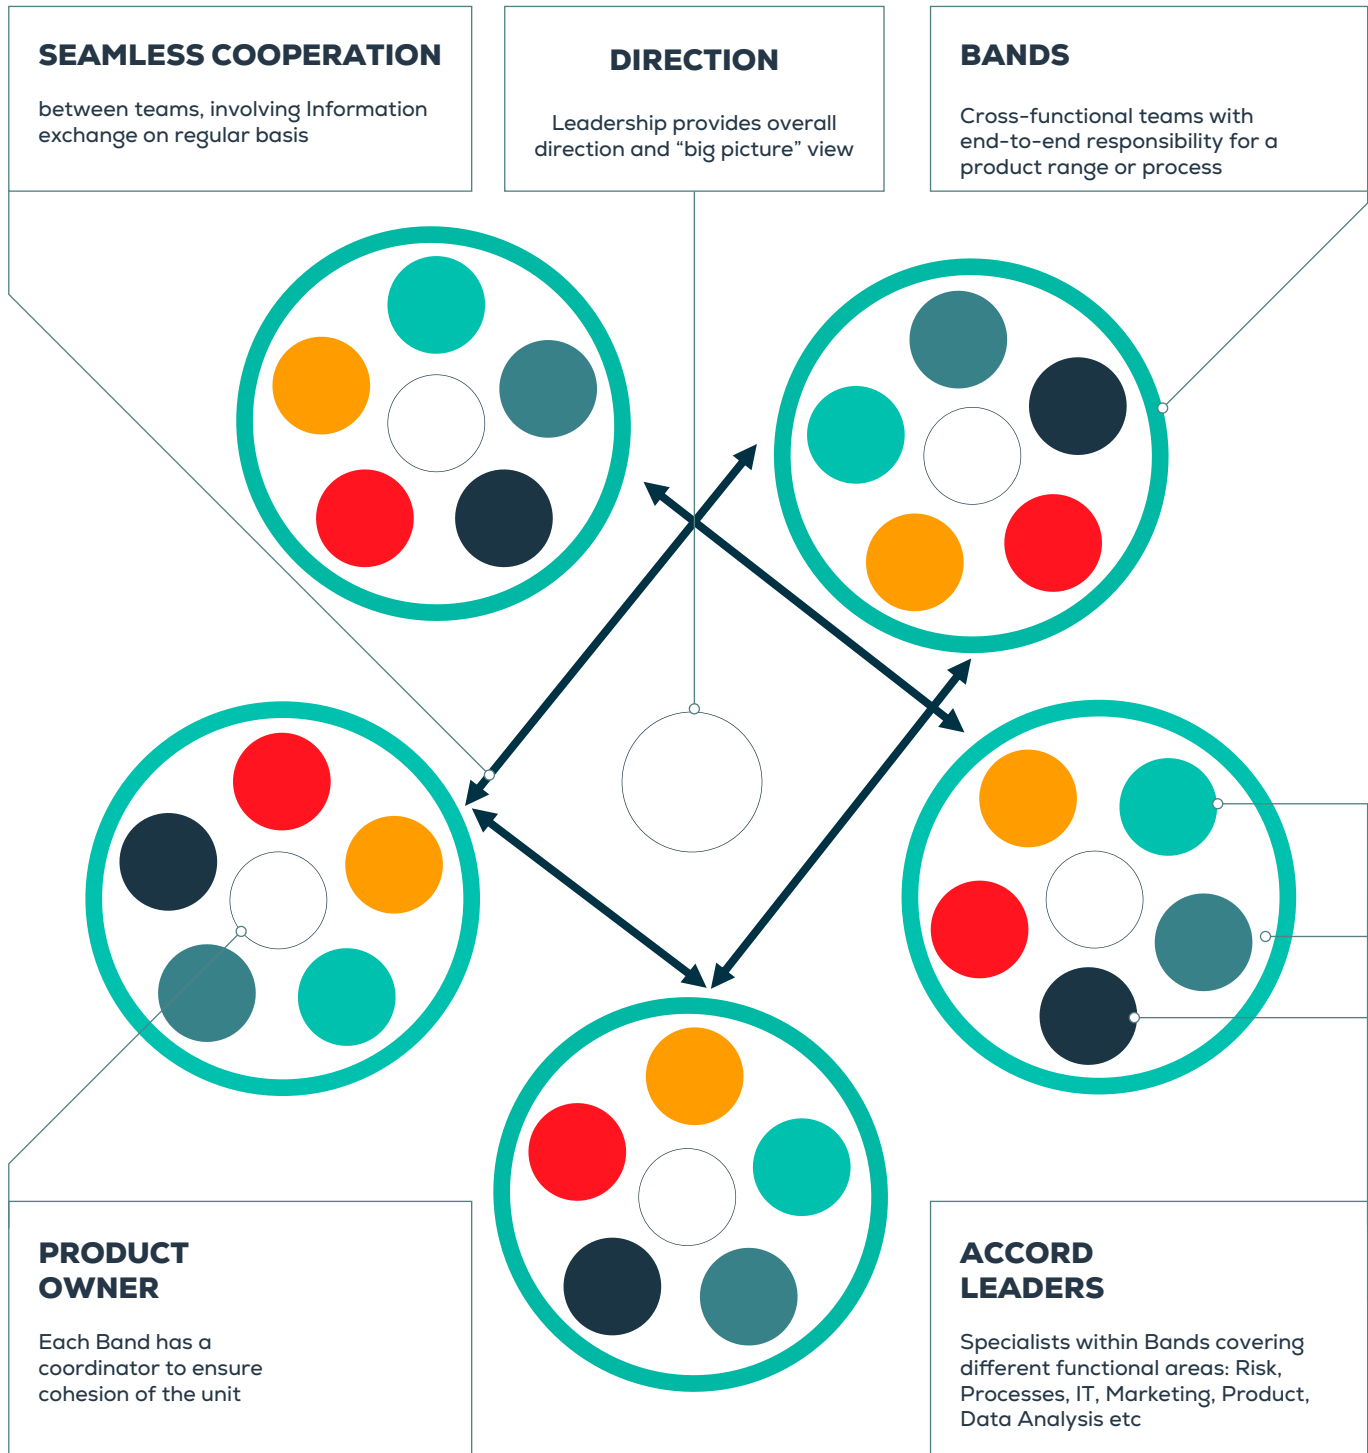 SEAMLESS COOPERATION
between teams, involving Information
exchange on regular basis
DIRECTION
Leadership provides overall
direction and “big picture” view
BANDS
Cross-functional teams with
end-to-end responsibility for a
product range or process
PRODUCT
OWNER
Each Band has a
coordinator to ensure
cohesion of the unit
ACCORD
LEADERS
Specialists within Bands covering
different functional areas: Risk,
Processes, IT, Marketing, Product,
Data Analysis etc